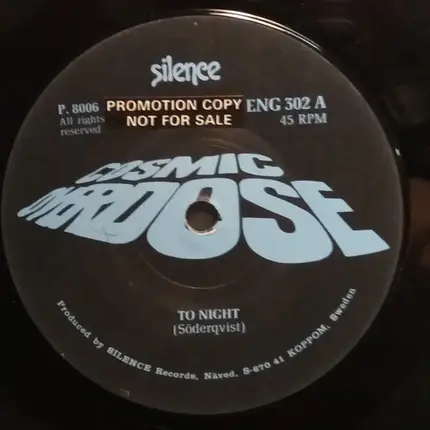 silence
P. 8006 PROMOTION COPY ENG 302 A
All rights NOT FOR SALE 45 RPM
reserved
COSMIC
OVERDOSE
TO NIGHT
(Söderqvist)
Produced by SILENCE Records, Näved, S-670 41 KOPPOM, Sweden